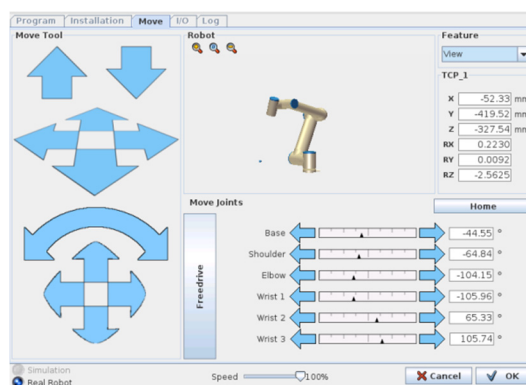 Program Installation Move I/O Log
Move Tool Robot Feature
View
TCP_1
X -52.33 mm
Y -419.52 mm
Z -327.54 mm
RX 0.2230
RY 0.0092
RZ -2.5625
Move Joints
Home
Freedrive
Base -44.55 °
Shoulder -64.84 °
Elbow -104.15 °
Wrist 1 -105.96 °
Wrist 2 65.33 °
Wrist 3 105.74 °
Simulation
Real Robot
Speed 100%
Cancel OK